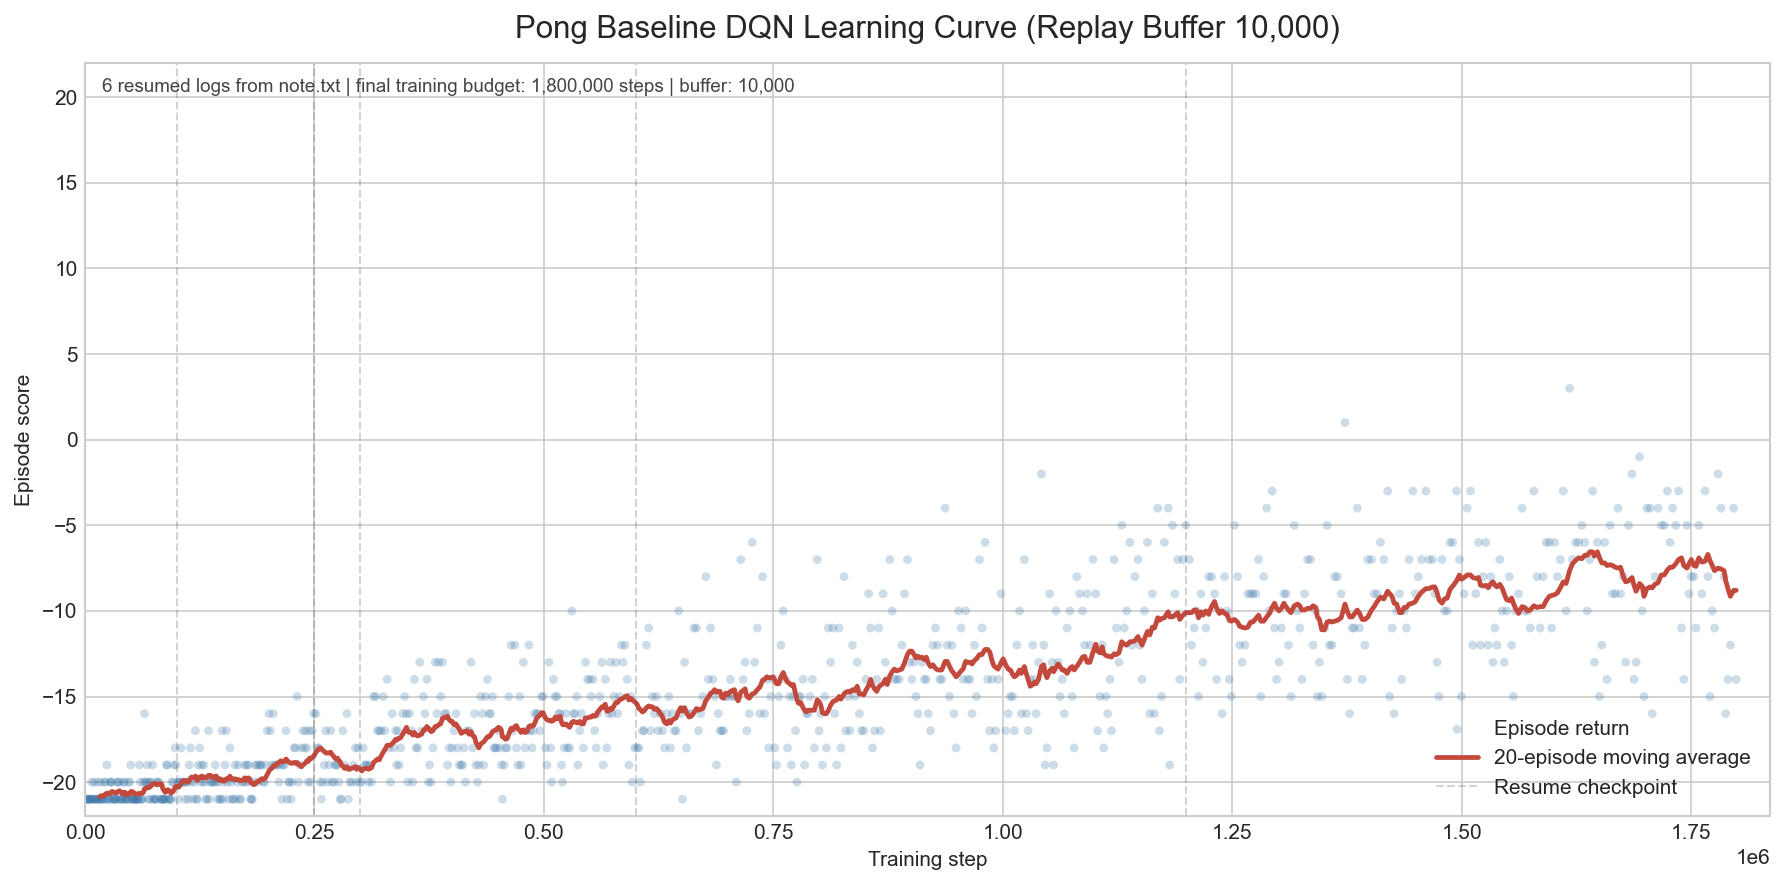 Pong Baseline DQN Learning Curve (Replay Buffer 10,000)
6 resumed logs from note.txt | final training budget: 1,800,000 steps | buffer: 10,000
Episode score
20
15
10
5
0
−5
−10
−15
−20
Episode return
20-episode moving average
Resume checkpoint
0.00 0.25 0.50 0.75 1.00 1.25 1.50 1.75
Training step
1e6